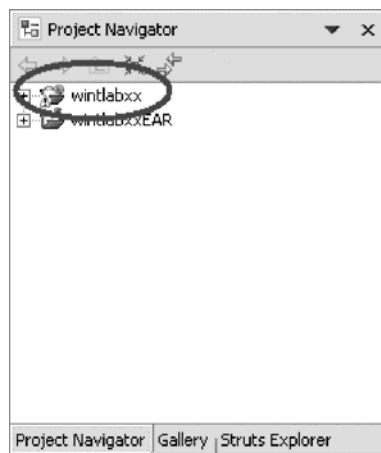 Project Navigator
wintlabxx
wintlabxxEAR
Project Navigator Gallery Struts Explorer